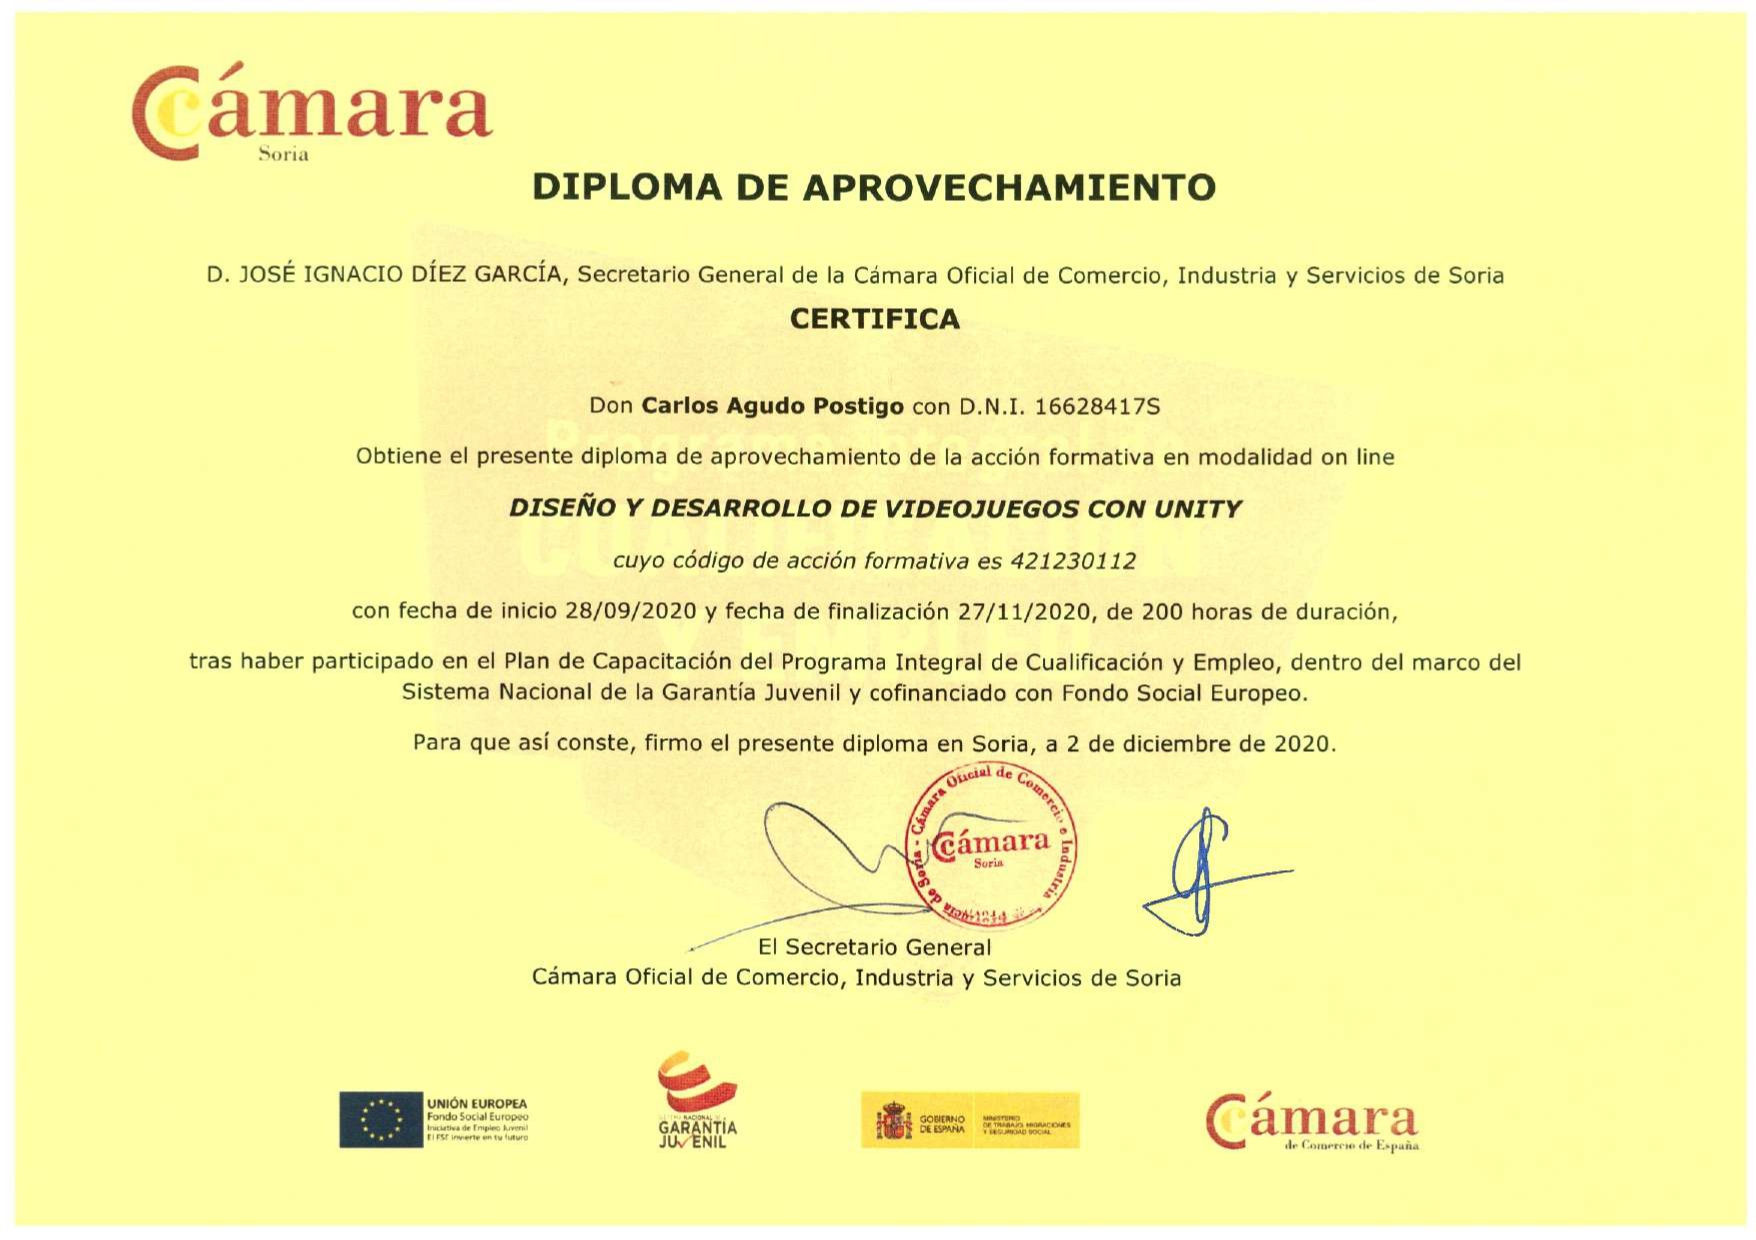 Cámara
Soria
DIPLOMA DE APROVECHAMIENTO
D. JOSÉ IGNACIO DÍEZ GARCÍA, Secretario General de la Cámara Oficial de Comercio, Industria y Servicios de Soria
CERTIFICA
Don Carlos Agudo Postigo con D.N.I. 16628417S
Obtiene el presente diploma de aprovechamiento de la acción formativa en modalidad on line
DISEÑO Y DESARROLLO DE VIDEOJUEGOS CON UNITY
cuyo código de acción formativa es 421230112
con fecha de inicio 28/09/2020 y fecha de finalización 27/11/2020, de 200 horas de duración,
tras haber participado en el Plan de Capacitación del Programa Integral de Cualificación y Empleo, dentro del marco del
Sistema Nacional de la Garantía Juvenil y cofinanciado con Fondo Social Europeo.
Para que así conste, firmo el presente diploma en Soria, a 2 de diciembre de 2020.
Cámara Oficial de Comercio e Industria
de Soria
Cámara
Soria
El Secretario General
Cámara Oficial de Comercio, Industria y Servicios de Soria
UNIÓN EUROPEA
Fondo Social Europeo
Iniciativa de Empleo Juvenil
El FSE invierte en tu futuro
NACIONAL
GARANTÍA
JUVENIL
GOBIERNO
DE ESPAÑA
MINISTERIO
DE TRABAJO, MIGRACIONES
Y SEGURIDAD SOCIAL
Cámara
de Comercio de España